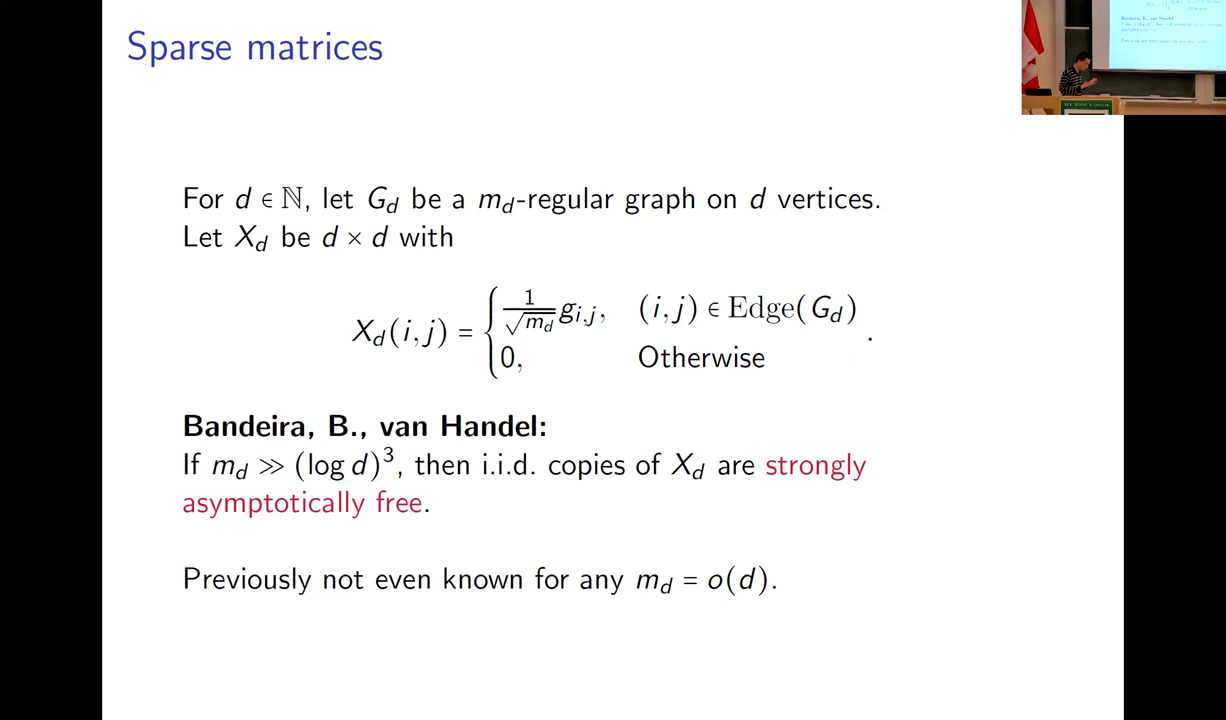 Sparse matrices
For d ∈ ℕ, let G_d be a m_d-regular graph on d vertices.
Let X_d be d × d with
X_d(i,j) = { 1/√m_d g_{i,j}, (i,j) ∈ Edge(G_d)
0, Otherwise .
Bandeira, B., van Handel:
If m_d ≫ (log d)^3, then i.i.d. copies of X_d are strongly
asymptotically free.
Previously not even known for any m_d = o(d).